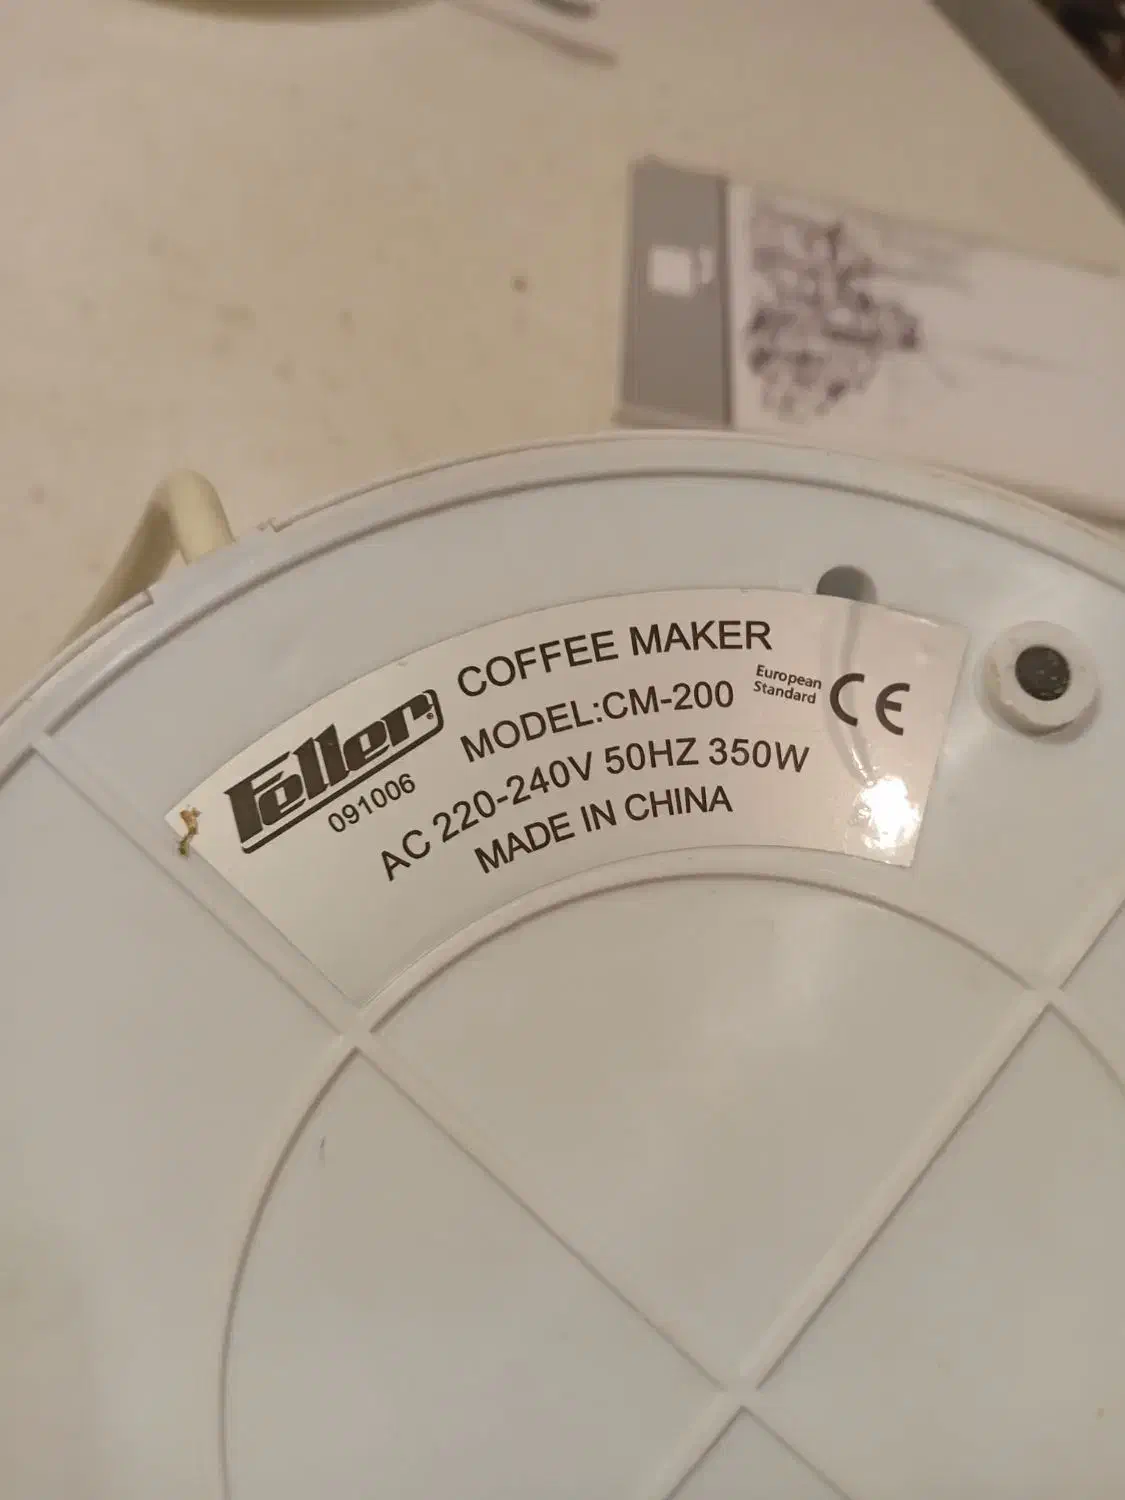 COFFEE MAKER
Feller®
091006
MODEL:CM-200
European
Standard
CE
AC 220-240V 50HZ 350W
MADE IN CHINA